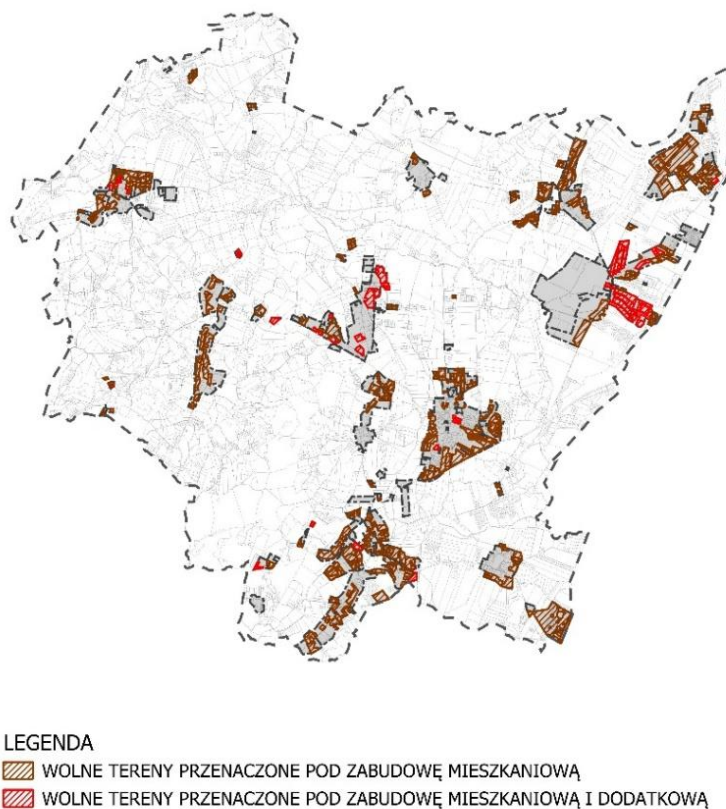 LEGENDA
WOLNE TERENY PRZENACZONE POD ZABUDOWĘ MIESZKANIOWĄ
WOLNE TERENY PRZENACZONE POD ZABUDOWĘ MIESZKANIOWĄ I DODATKOWĄ